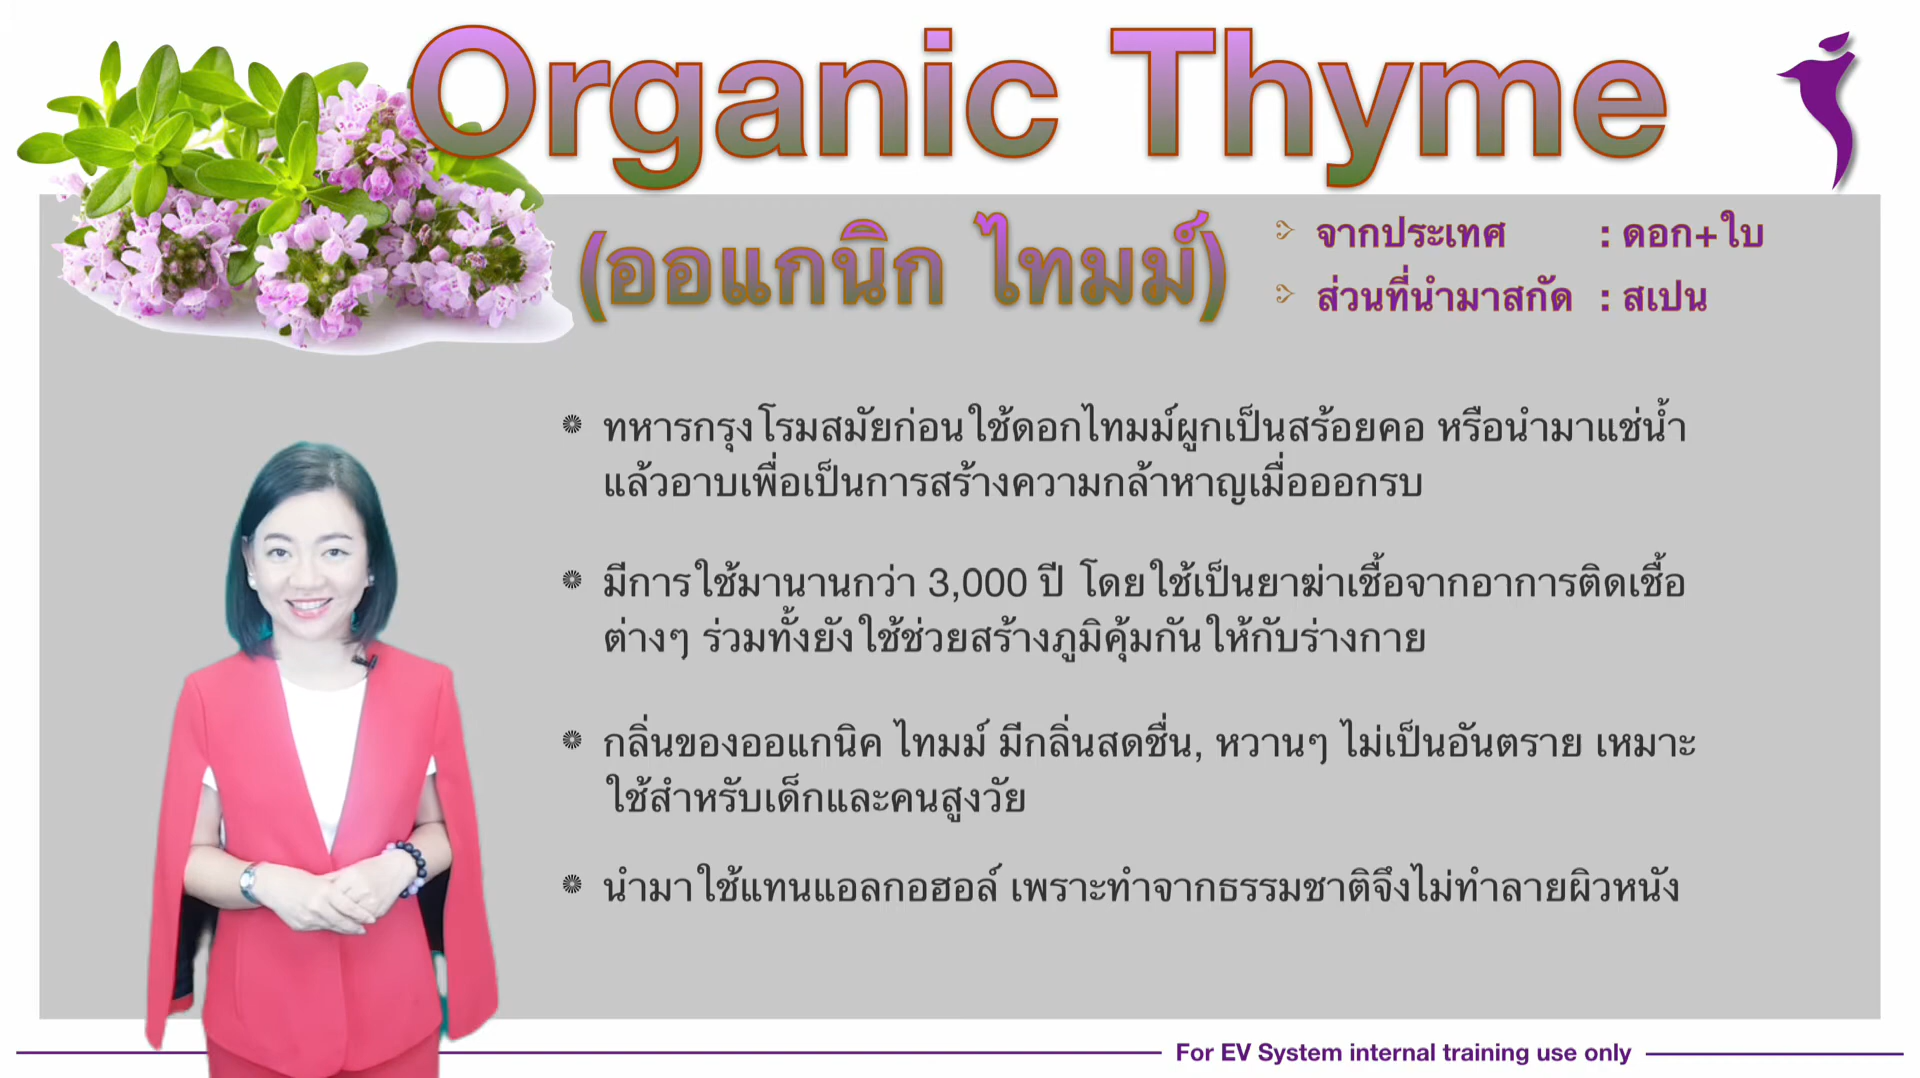 Organic Thyme
(ออแกนิก ไทมม์)
จากประเทศ : ดอก+ใบ
ส่วนที่นำมาสกัด : สเปน
ทหารกรุงโรมสมัยก่อนใช้ดอกไทมม์ผูกเป็นสร้อยคอ หรือนำมาแช่น้ำ
แล้วอาบเพื่อเป็นการสร้างความกล้าหาญเมื่อออกรบ
มีการใช้มานานกว่า 3,000 ปี โดยใช้เป็นยาฆ่าเชื้อจากอาการติดเชื้อ
ต่างๆ ร่วมทั้งยังใช้ช่วยสร้างภูมิคุ้มกันให้กับร่างกาย
กลิ่นของออแกนิค ไทมม์ มีกลิ่นสดชื่น, หวานๆ ไม่เป็นอันตราย เหมาะ
ใช้สำหรับเด็กและคนสูงวัย
นำมาใช้แทนแอลกอฮอล์ เพราะทำจากธรรมชาติจึงไม่ทำลายผิวหนัง
For EV System internal training use only